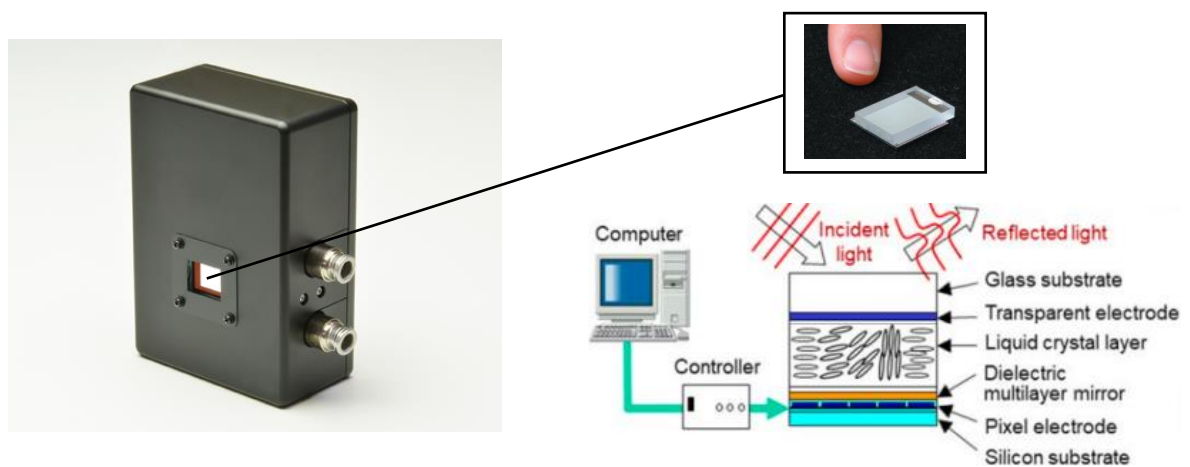 Computer
Incident
light
Reflected light
Glass substrate
Transparent electrode
Liquid crystal layer
Controller
Dielectric
multilayer mirror
Pixel electrode
Silicon substrate